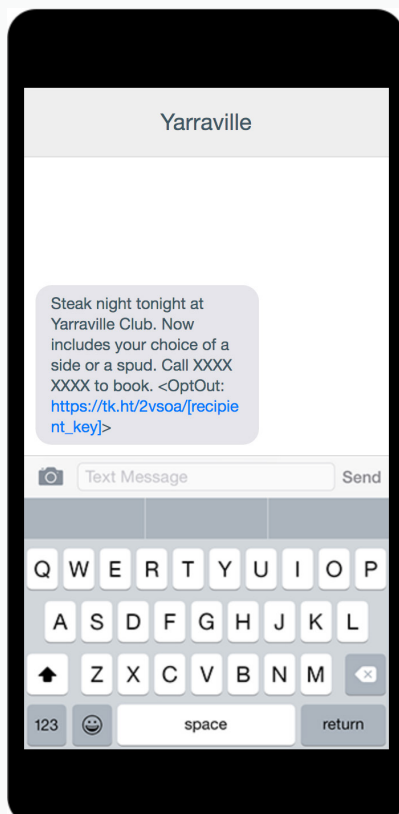 Yarraville
Steak night tonight at
Yarraville Club. Now
includes your choice of a
side or a spud. Call XXXX
XXXX to book. <OptOut:
https://tk.ht/2vsoa/[recipie
nt_key]>
Text Message
Send
Q W E R T Y U I O P
A S D F G H J K L
Z X C V B N M
123 space return